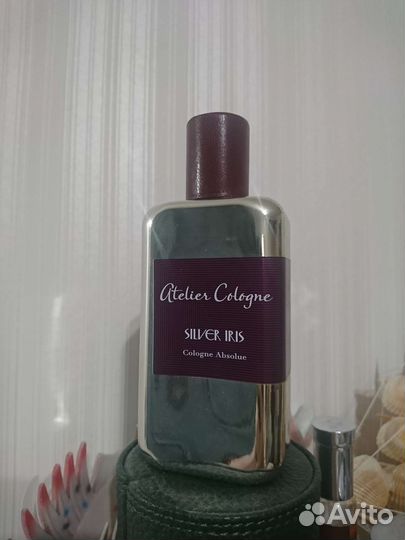 Atelier Cologne
SILVER IRIS
Cologne Absolue
Avito